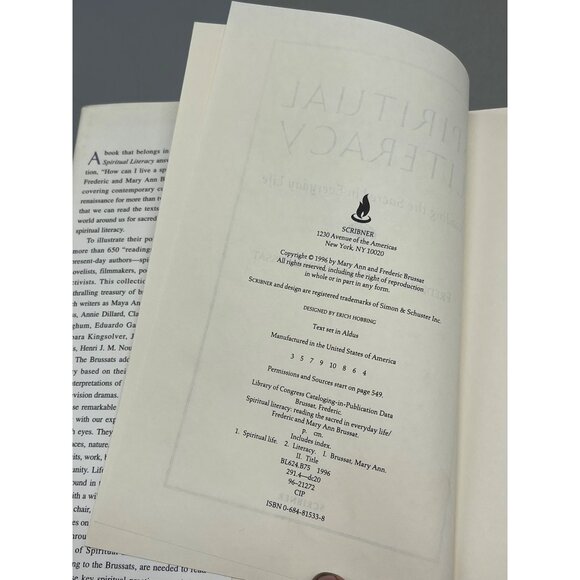 A book that belongs in
Spiritual Literacy
tion, "How can I live a
Frederic and Mary Ann
covering contemporary
renaissance for more than
that we can read the texts
world around us for sacred
spiritual literacy.
To illustrate their
more than 650
present-day authors—
novelists, filmmakers,
This
thralling treasury of
writers as Maya
Annie Dillard,
Eduardo
Kingsolver,
Henri J. M.
The Brussats
based on their
of
vision dramas.
remarkable
with our
eyes. They
work,
Life
chair,
of Spiritual
to the Brussats, are needed to
key spiritual
SCRIBNER
1230 Avenue of the Americas
New York, NY 10020
Copyright © 1996 by Mary Ann and Frederic Brussat
All rights reserved, including the right of reproduction
in whole or part in any form.
SCRIBNER and design are registered trademarks of Simon & Schuster Inc.
DESIGNED BY ERICH HOBBING
Text set in Aldus
Manufactured in the United States of America
3 5 7 9 10 8 6 4
Permissions and Sources start on page 549.
Library of Congress Cataloging-in-Publication Data
Brussat, Frederic.
Spiritual literacy: reading the sacred in everyday life/
Frederic and Mary Ann Brussat.
p. cm.
Includes index.
1. Spiritual life. 2. Literacy. I. Brussat, Mary Ann.
II. Title
BL624.B75 1996
291.4—dc20
96-21272
CIP
ISBN 0-684-81533-8